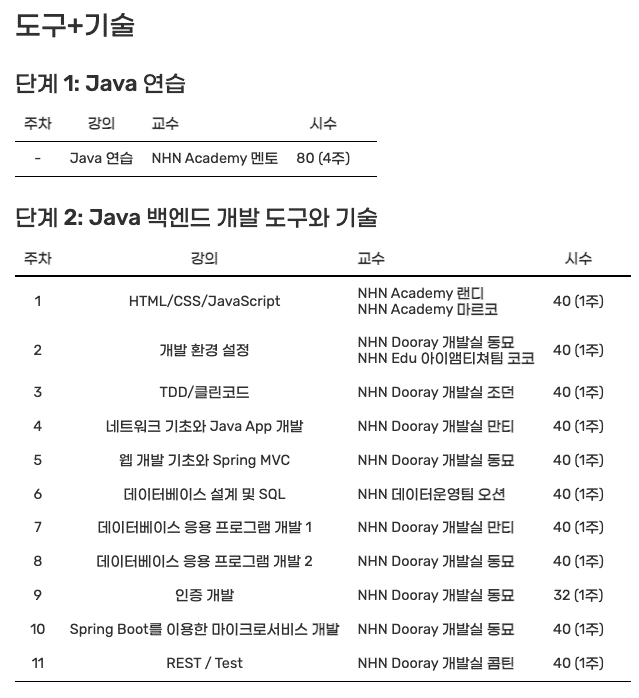 도구+기술
단계 1: Java 연습
주차 강의 교수 시수
- Java 연습 NHN Academy 멘토 80 (4주)
단계 2: Java 백엔드 개발 도구와 기술
주차 강의 교수 시수
1 HTML/CSS/JavaScript NHN Academy 랜디 40 (1주)
NHN Academy 마르코
2 개발 환경 설정 NHN Dooray 개발실 동묘 40 (1주)
NHN Edu 아이앰티쳐팀 코코
3 TDD/클린코드 NHN Dooray 개발실 조던 40 (1주)
4 네트워크 기초와 Java App 개발 NHN Dooray 개발실 만티 40 (1주)
5 웹 개발 기초와 Spring MVC NHN Dooray 개발실 동묘 40 (1주)
6 데이터베이스 설계 및 SQL NHN 데이터운영팀 오션 40 (1주)
7 데이터베이스 응용 프로그램 개발 1 NHN Dooray 개발실 만티 40 (1주)
8 데이터베이스 응용 프로그램 개발 2 NHN Dooray 개발실 동묘 40 (1주)
9 인증 개발 NHN Dooray 개발실 동묘 32 (1주)
10 Spring Boot를 이용한 마이크로서비스 개발 NHN Dooray 개발실 동묘 40 (1주)
11 REST / Test NHN Dooray 개발실 콤틴 40 (1주)